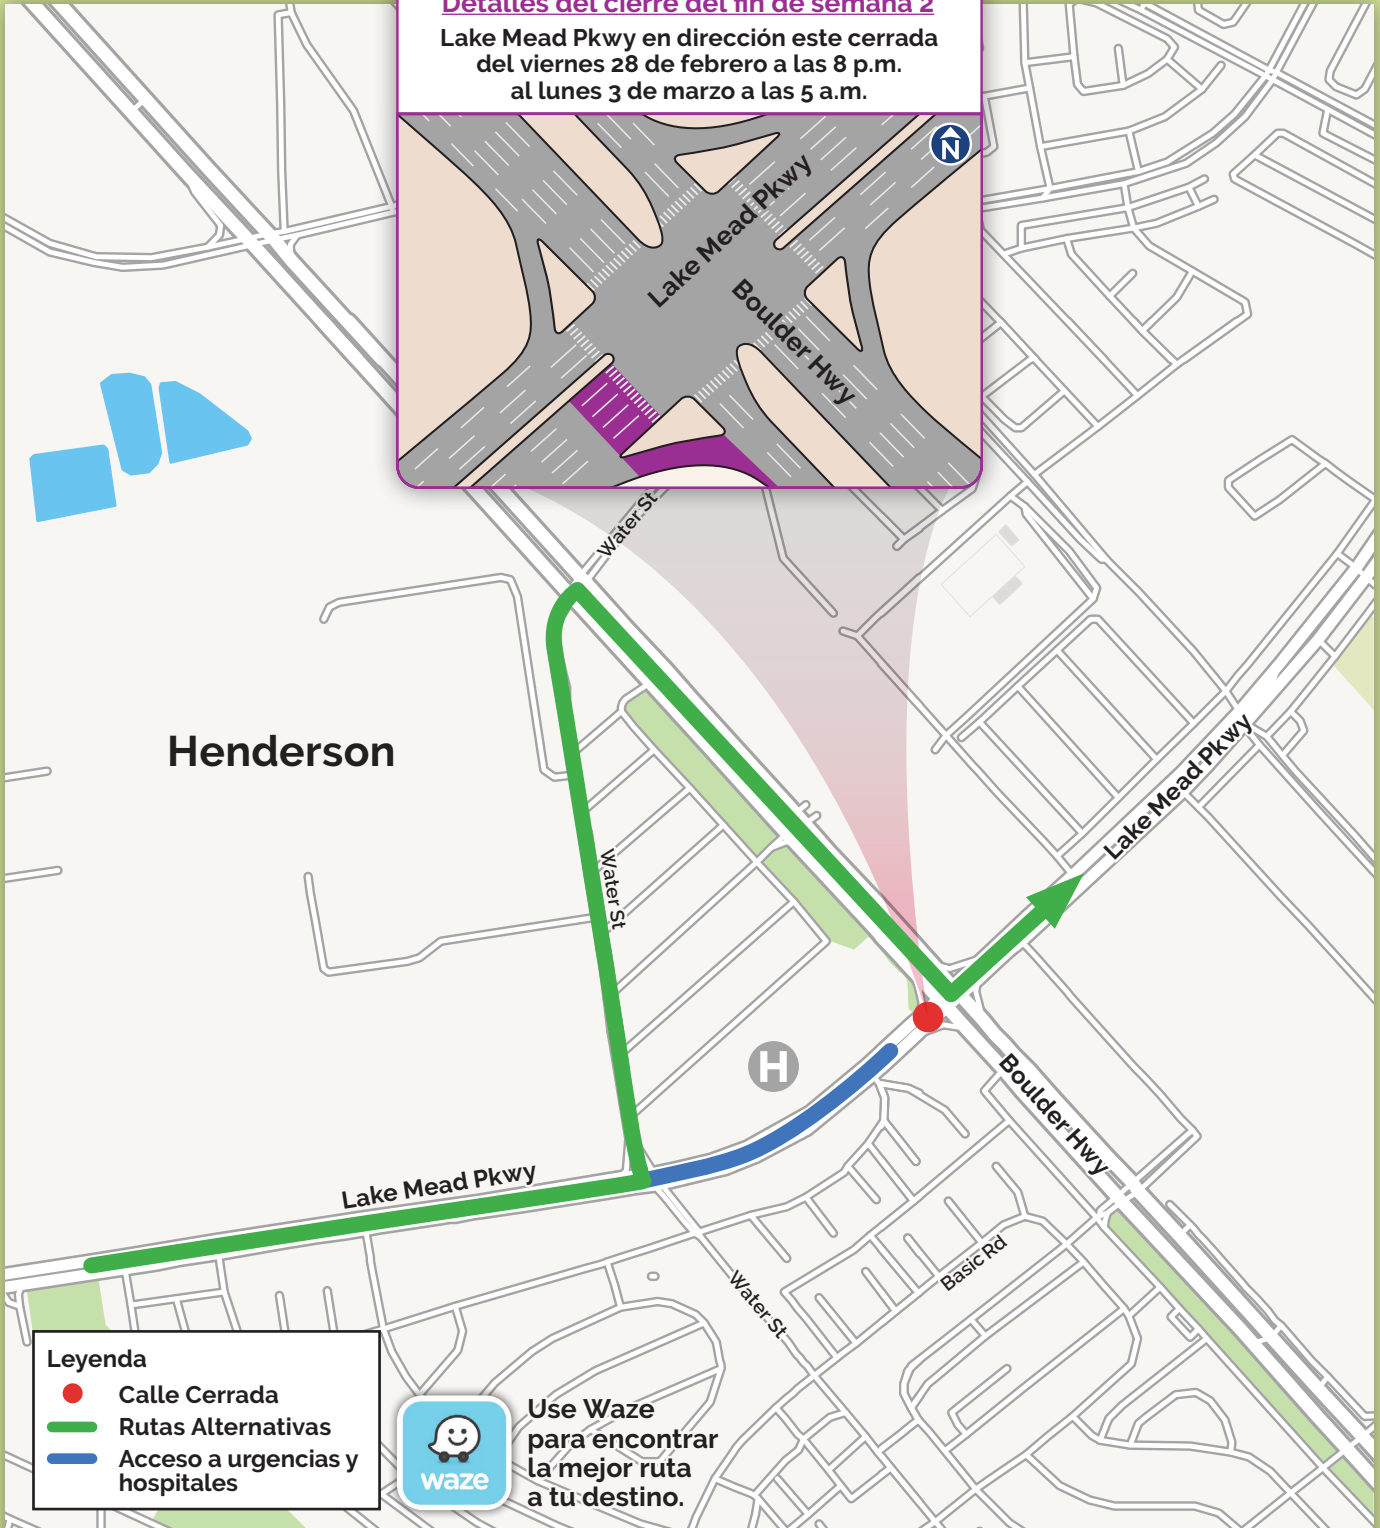 Detalles del cierre del fin de semana 2
Lake Mead Pkwy en dirección este cerrada
del viernes 28 de febrero a las 8 p.m.
al lunes 3 de marzo a las 5 a.m.
N
Lake Mead Pkwy
Boulder Hwy
Water St
Henderson
Lake Mead Pkwy
Water St
H
Boulder Hwy
Lake Mead Pkwy
Basic Rd
Water St
Leyenda
Calle Cerrada
Rutas Alternativas
Acceso a urgencias y
hospitales
waze
Use Waze
para encontrar
la mejor ruta
a tu destino.